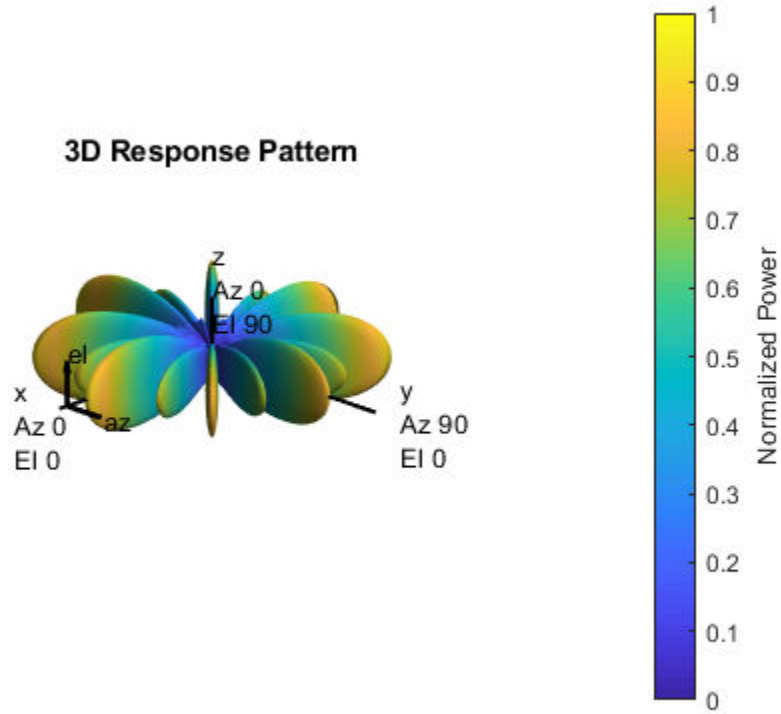 3D Response Pattern
z
Az 0
El 90
el
az
x
Az 0
El 0
y
Az 90
El 0
1
0.9
0.8
0.7
0.6
0.5
0.4
0.3
0.2
0.1
0
Normalized Power